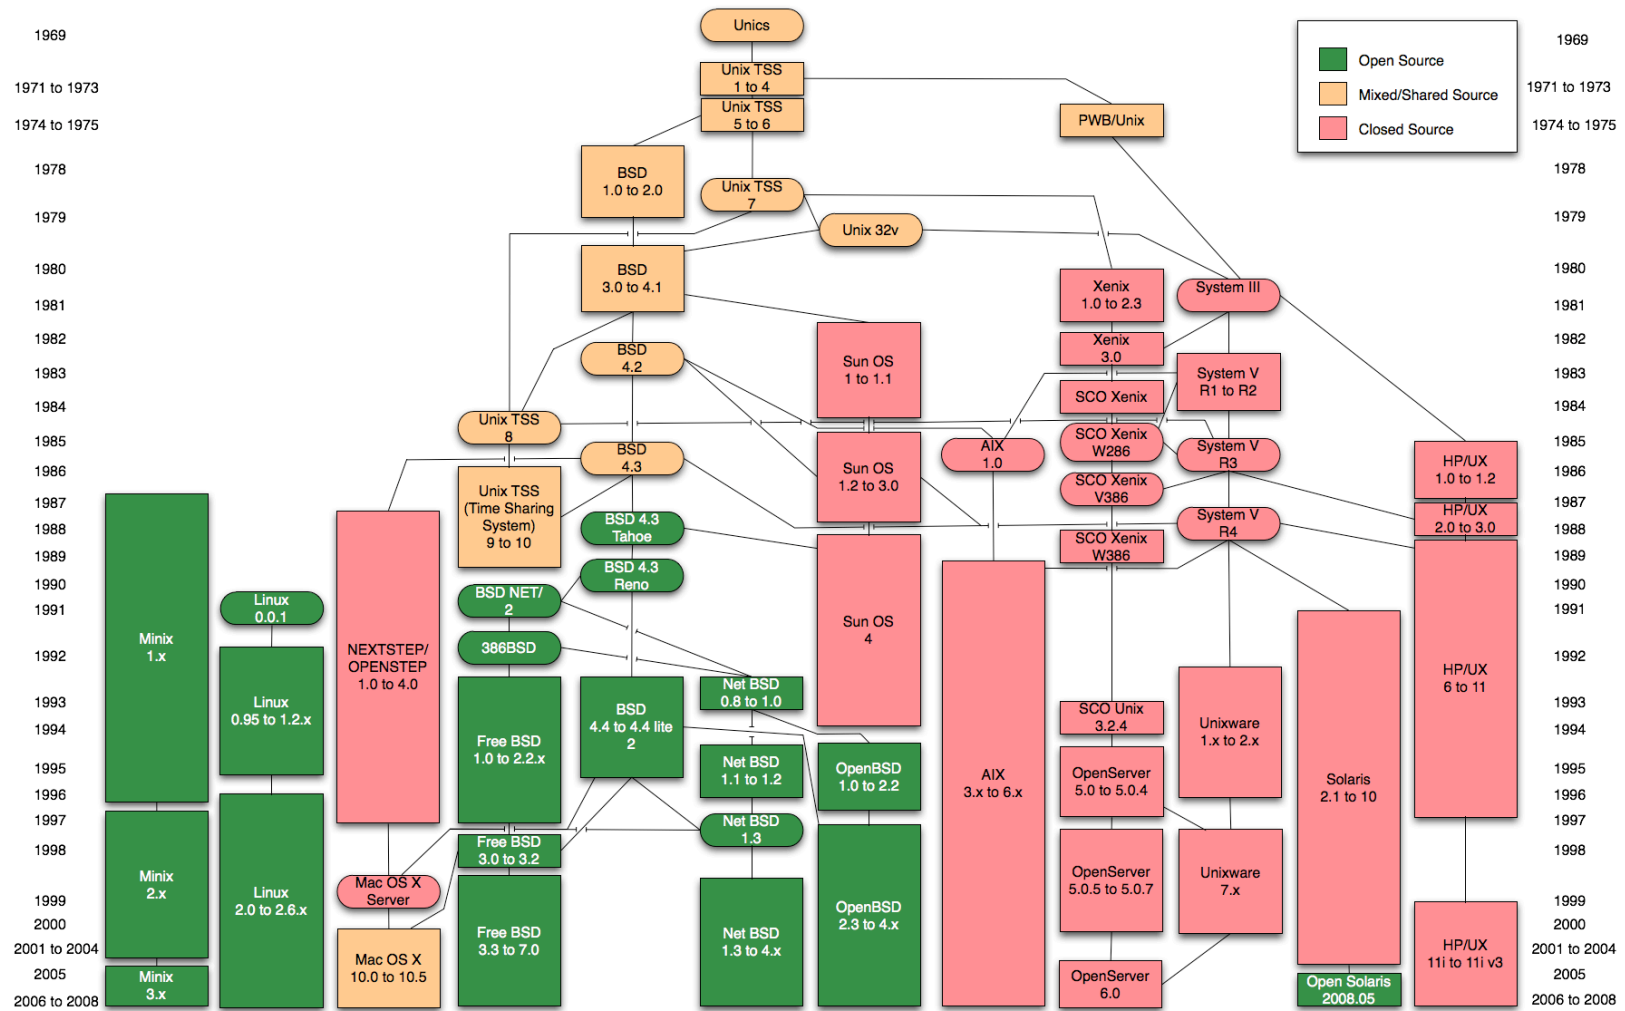 Unics
1969
1969
Open Source
Unix TSS
1 to 4
1971 to 1973
1971 to 1973
Mixed/Shared Source
Unix TSS
5 to 6
PWB/Unix
1974 to 1975
1974 to 1975
Closed Source
1978
BSD
1.0 to 2.0
Unix TSS
7
1978
1979
Unix 32v
1979
1980
BSD
3.0 to 4.1
Xenix
1.0 to 2.3
System III
1980
1981
1981
1982
BSD
4.2
Sun OS
1 to 1.1
Xenix
3.0
1982
1983
System V
R1 to R2
1983
1984
SCO Xenix
1984
Unix TSS
8
1985
BSD
4.3
AIX
1.0
SCO Xenix
W286
System V
R3
1985
1986
Sun OS
1.2 to 3.0
HP/UX
1.0 to 1.2
1986
1987
Unix TSS
(Time Sharing
System)
9 to 10
SCO Xenix
V386
1987
1988
BSD 4.3
Tahoe
System V
R4
HP/UX
2.0 to 3.0
1988
1989
SCO Xenix
W386
1989
1990
BSD 4.3
Reno
1990
1991
Linux
0.0.1
BSD NET/
2
1991
Minix
1.x
NEXTSTEP/
OPENSTEP
1.0 to 4.0
386BSD
Sun OS
4
1992
HP/UX
6 to 11
1992
1993
Linux
0.95 to 1.2.x
BSD
4.4 to 4.4 lite
2
Net BSD
0.8 to 1.0
SCO Unix
3.2.4
Unixware
1.x to 2.x
1993
1994
Free BSD
1.0 to 2.2.x
1994
1995
Net BSD
1.1 to 1.2
OpenBSD
1.0 to 2.2
AIX
3.x to 6.x
OpenServer
5.0 to 5.0.4
Solaris
2.1 to 10
1995
1996
1996
1997
Net BSD
1.3
1997
1998
Free BSD
3.0 to 3.2
1998
Minix
2.x
Mac OS X
Server
Linux
2.0 to 2.6.x
OpenServer
5.0.5 to 5.0.7
Unixware
7.x
1999
OpenBSD
2.3 to 4.x
1999
2000
2000
Free BSD
3.3 to 7.0
Net BSD
1.3 to 4.x
2001 to 2004
HP/UX
11i to 11i v3
2001 to 2004
Mac OS X
10.0 to 10.5
2005
2005
Minix
3.x
OpenServer
6.0
Open Solaris
2008.05
2006 to 2008
2006 to 2008